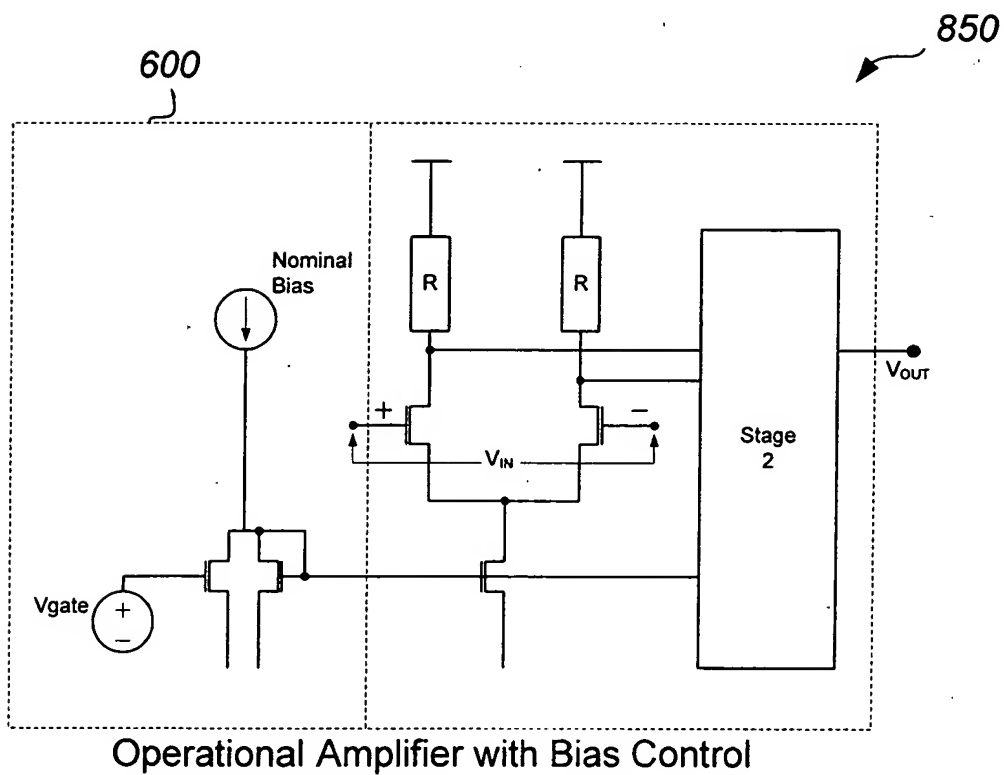 850
600
Nominal
Bias
R
R
+
−
VIN
VOUT
Stage
2
Vgate
+
−
Operational Amplifier with Bias Control